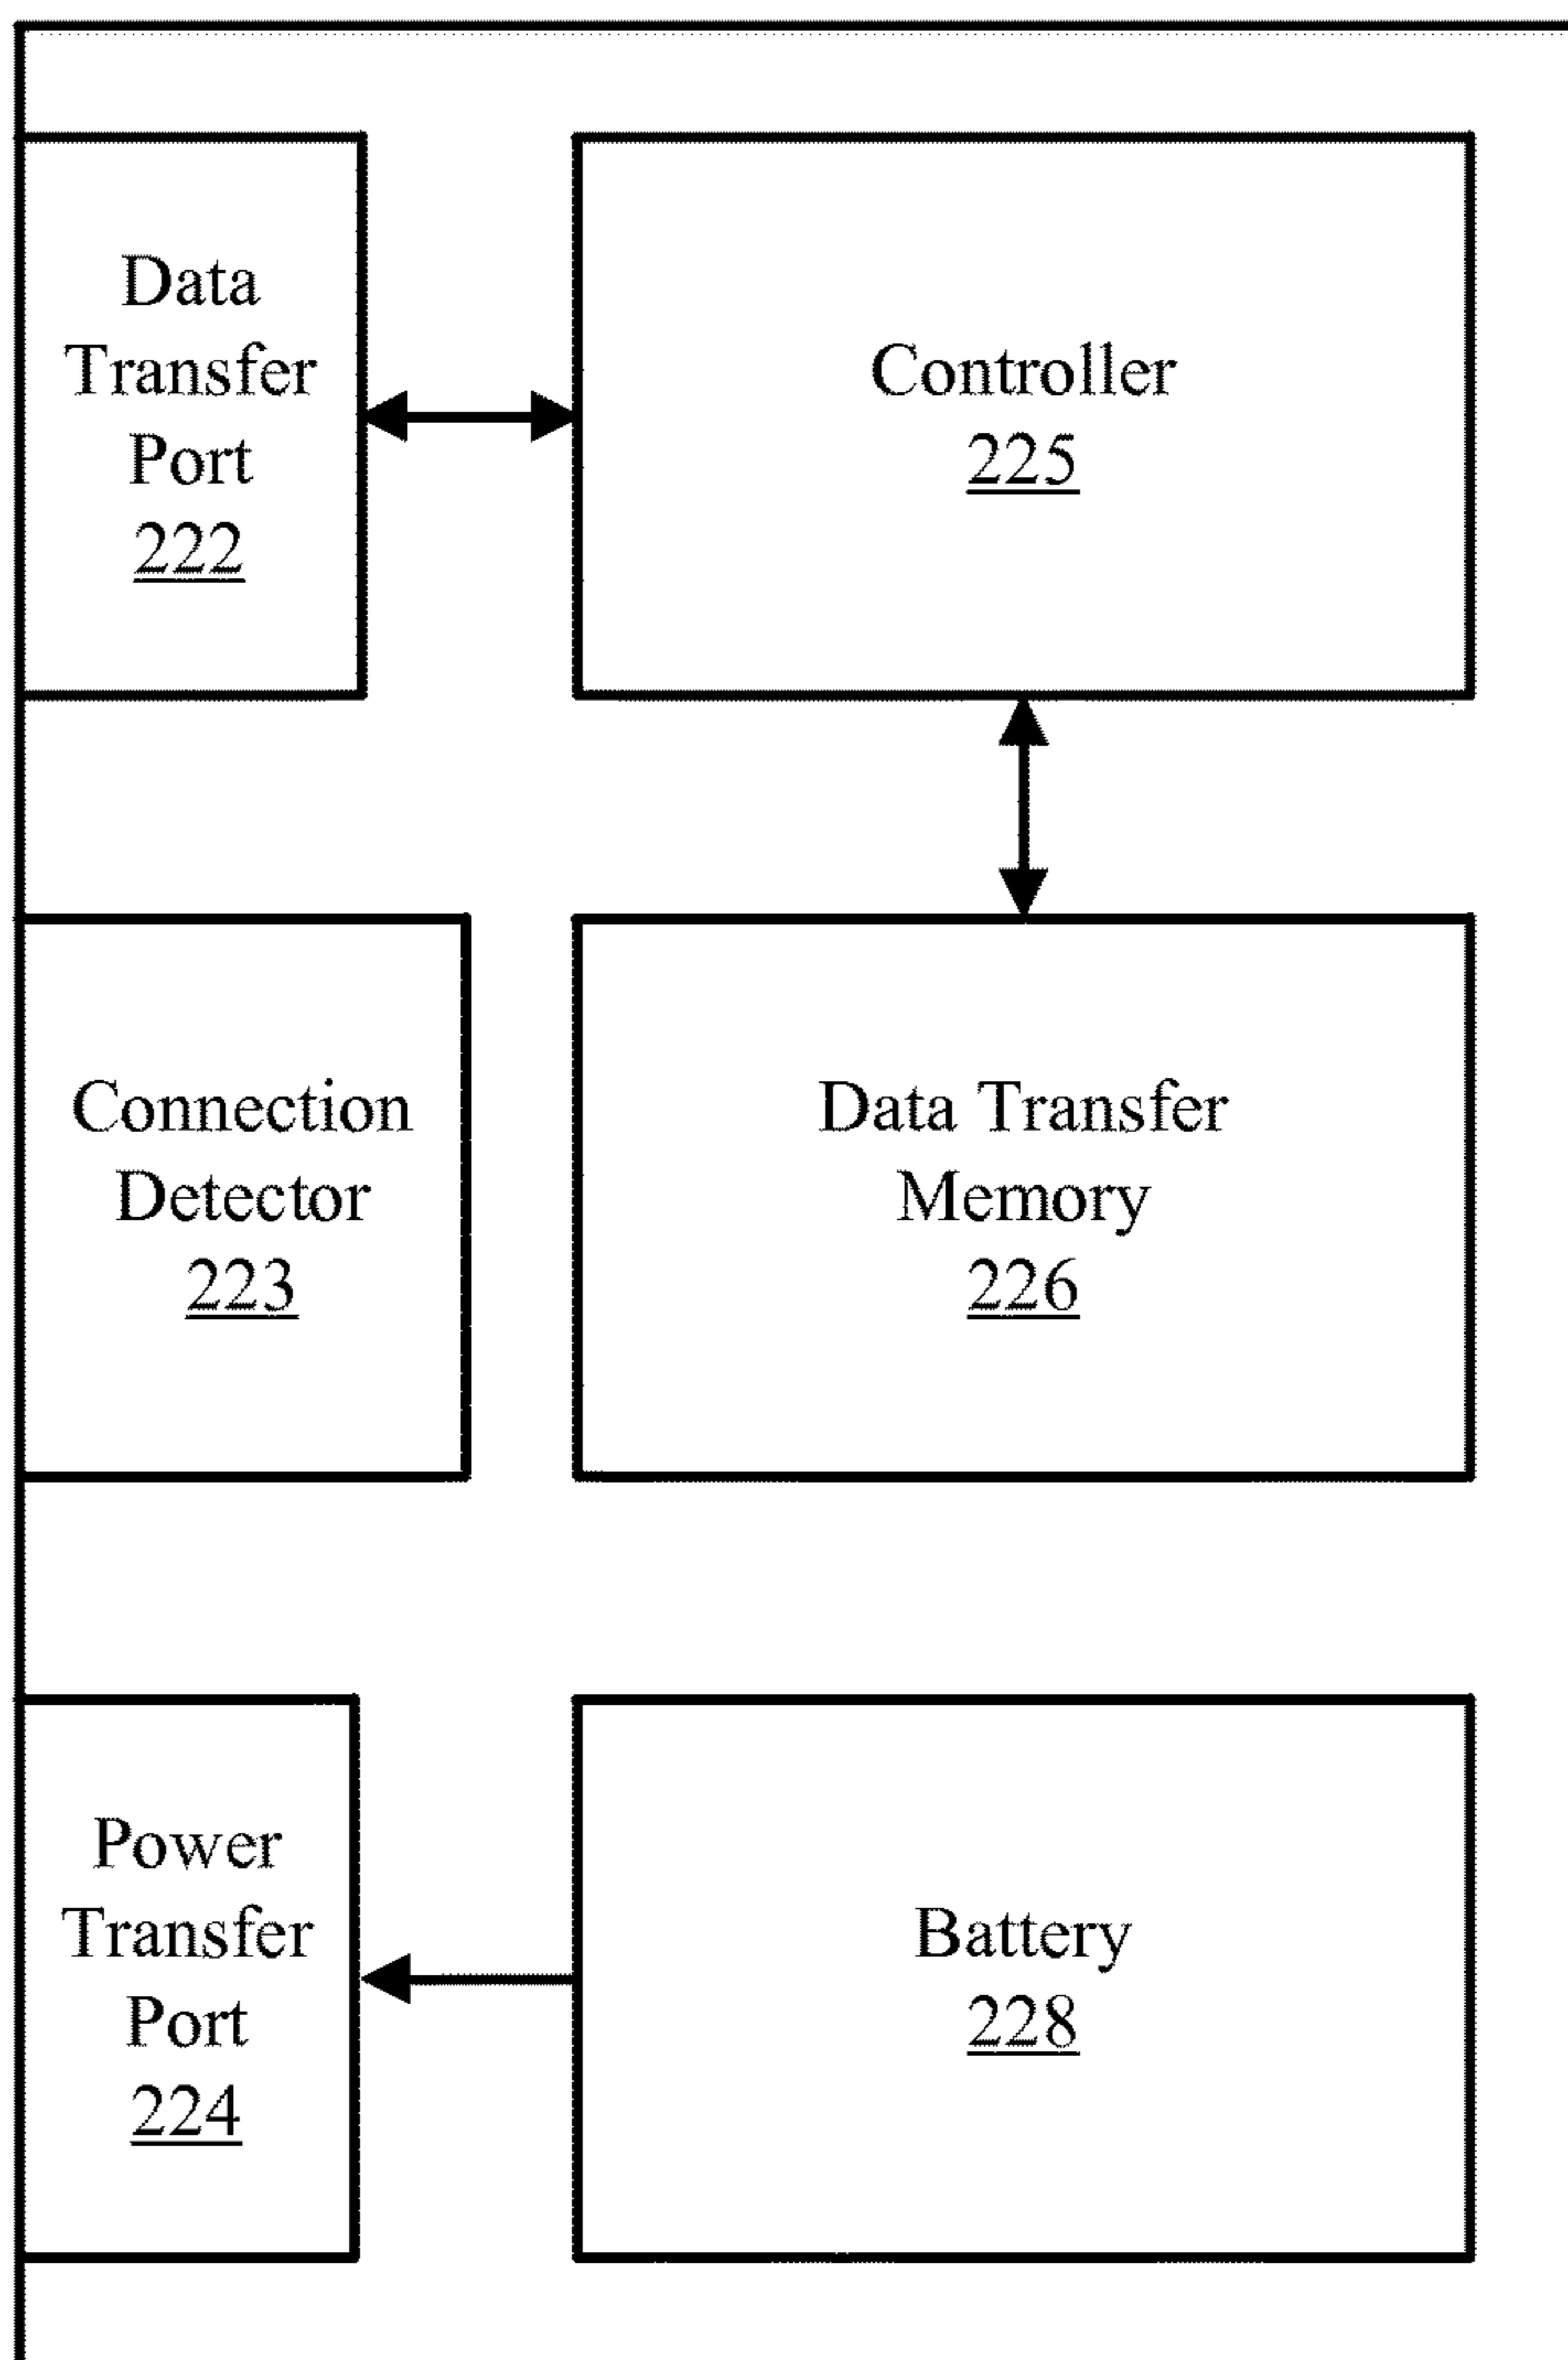 Data
Transfer
Port
222
Controller
225
Connection
Detector
223
Data Transfer
Memory
226
Power
Transfer
Port
224
Battery
228